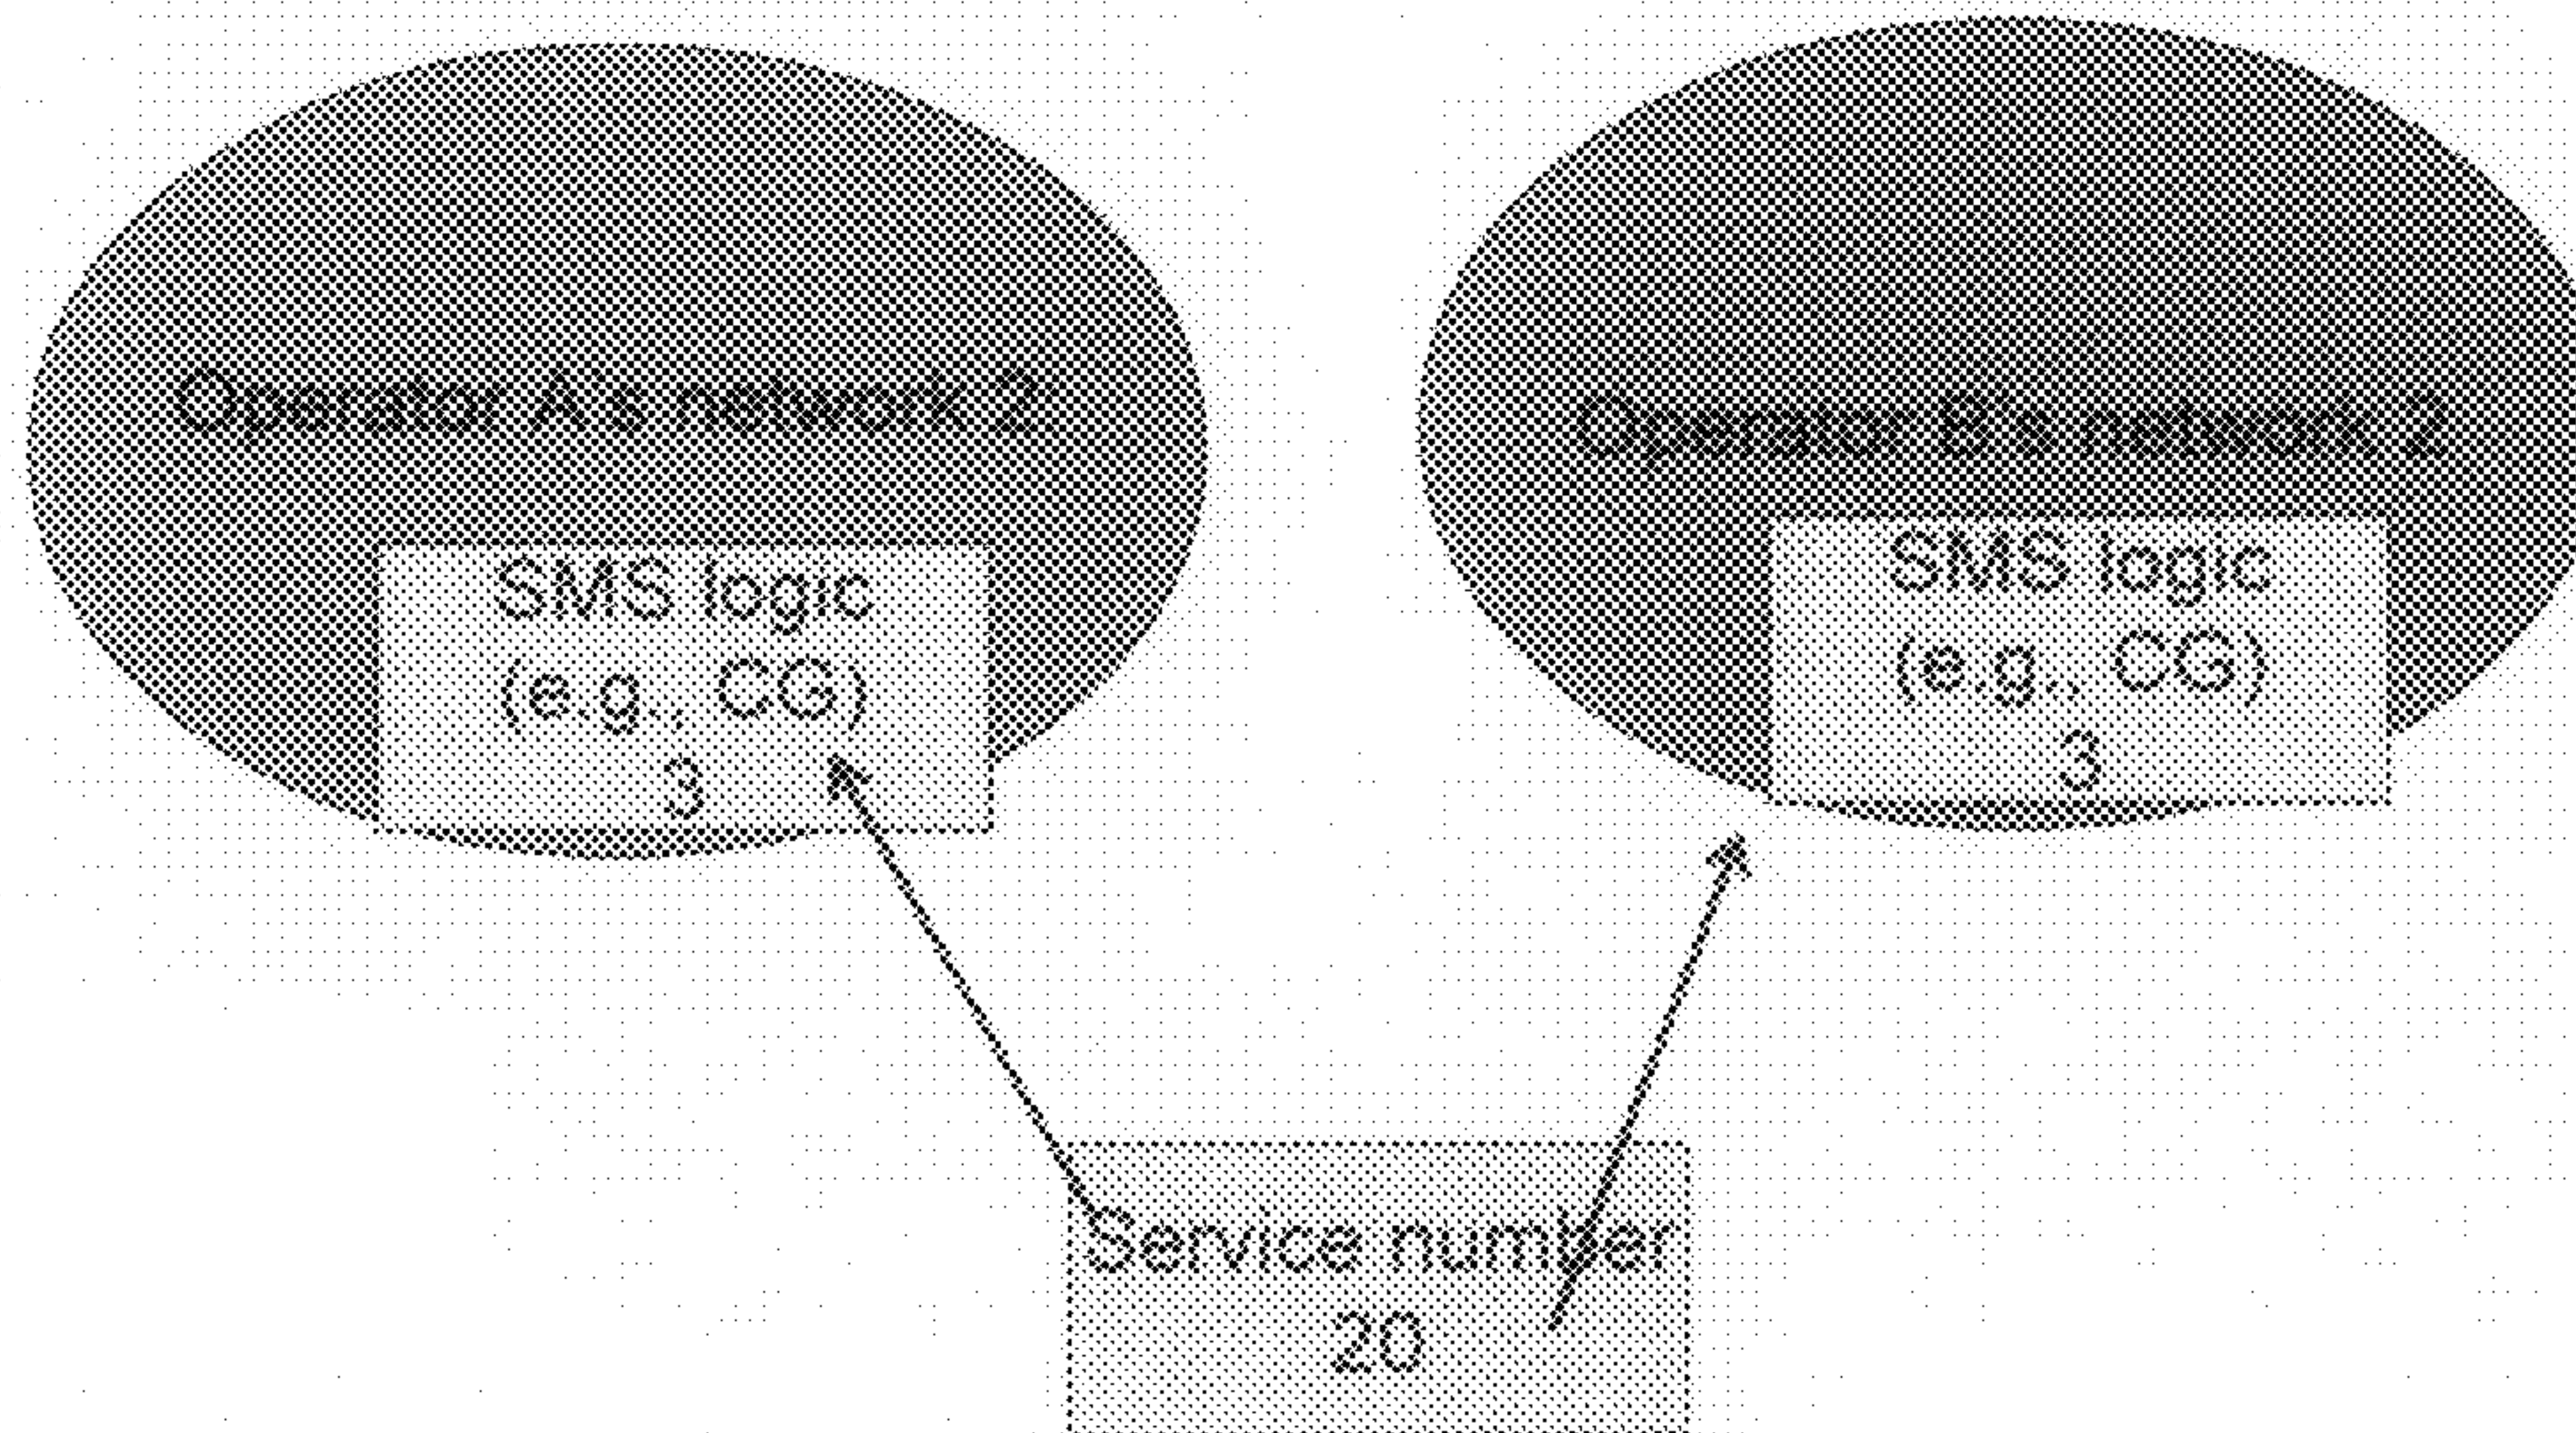 Operator A's network 2
Operator B's network 2
SMS logic
(e.g., CG)
3
SMS logic
(e.g., CG)
3
Service number
20